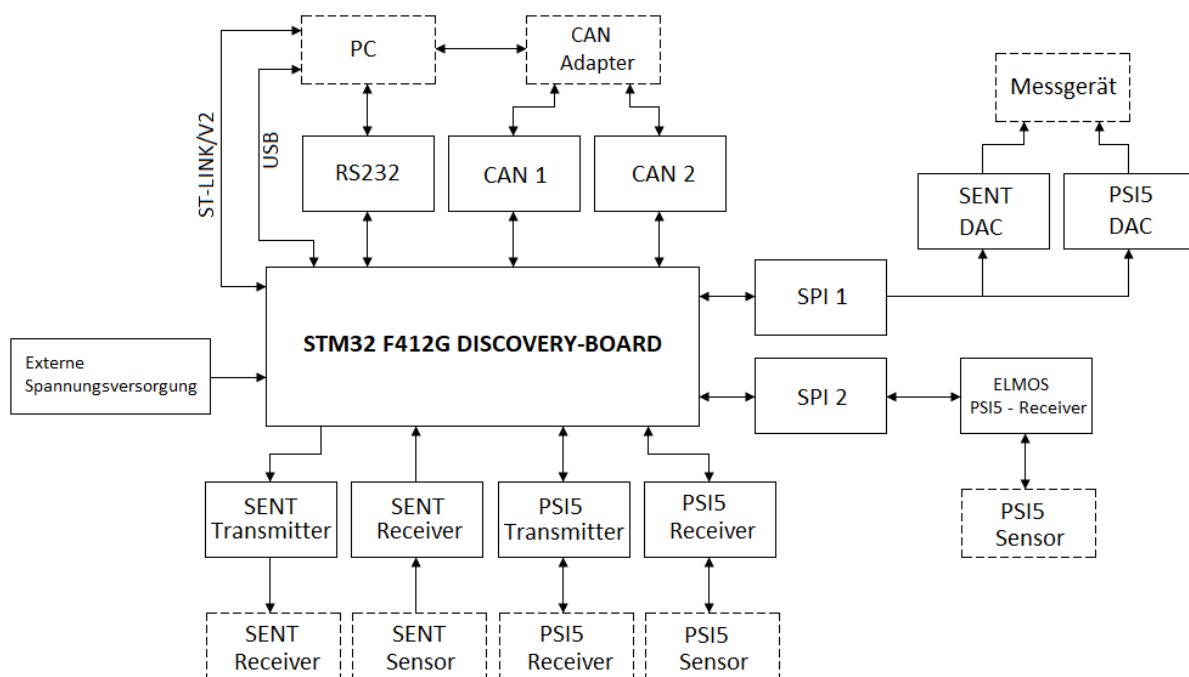 PC
CAN
Adapter
Messgerät
ST-LINK/V2
USB
RS232
CAN 1
CAN 2
SENT
DAC
PSI5
DAC
SPI 1
STM32 F412G DISCOVERY-BOARD
Externe
Spannungsversorgung
SPI 2
ELMOS
PSI5 - Receiver
SENT
Transmitter
SENT
Receiver
PSI5
Transmitter
PSI5
Receiver
PSI5
Sensor
SENT
Receiver
SENT
Sensor
PSI5
Receiver
PSI5
Sensor